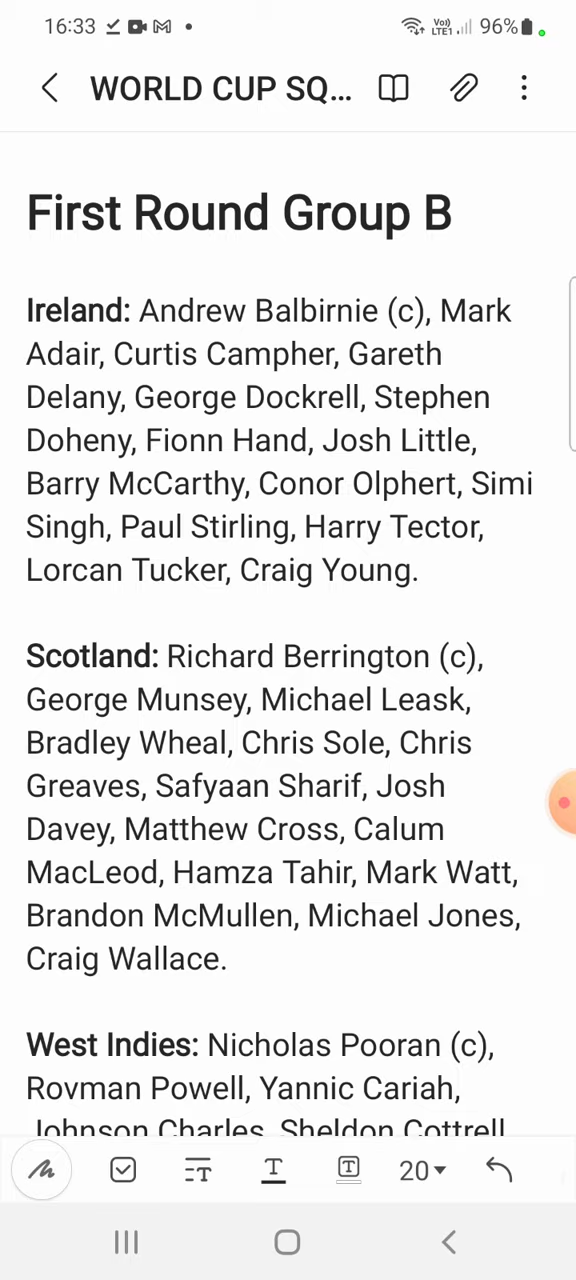 16:33
Vo)) LTE1 96%
WORLD CUP SQ...
First Round Group B
Ireland: Andrew Balbirnie (c), Mark
Adair, Curtis Campher, Gareth
Delany, George Dockrell, Stephen
Doheny, Fionn Hand, Josh Little,
Barry McCarthy, Conor Olphert, Simi
Singh, Paul Stirling, Harry Tector,
Lorcan Tucker, Craig Young.
Scotland: Richard Berrington (c),
George Munsey, Michael Leask,
Bradley Wheal, Chris Sole, Chris
Greaves, Safyaan Sharif, Josh
Davey, Matthew Cross, Calum
MacLeod, Hamza Tahir, Mark Watt,
Brandon McMullen, Michael Jones,
Craig Wallace.
West Indies: Nicholas Pooran (c),
Rovman Powell, Yannic Cariah,
Johnson Charles, Sheldon Cottrell
20